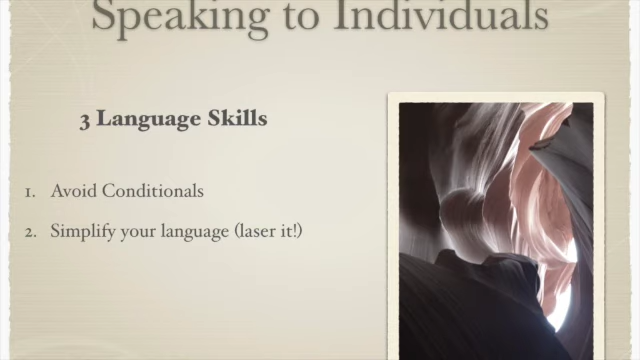 Speaking to Individuals
3 Language Skills
1. Avoid Conditionals
2. Simplify your language (laser it!)